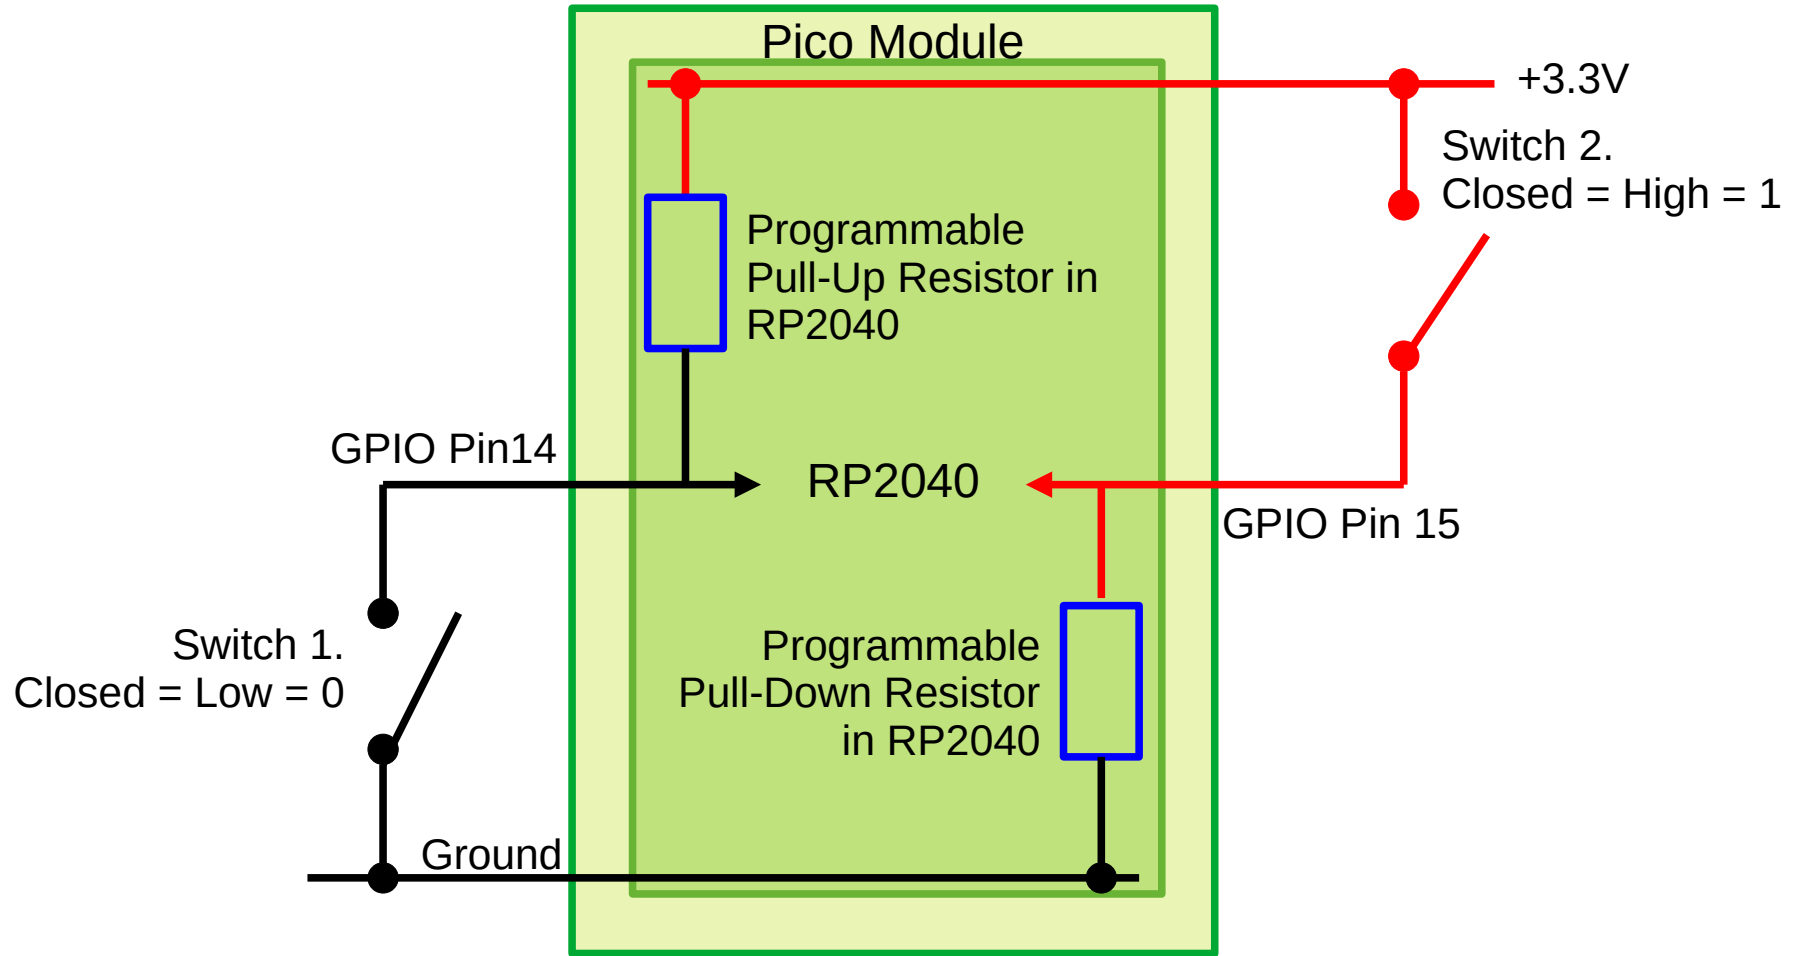 Pico Module
+3.3V
Switch 2.
Closed = High = 1
Programmable
Pull-Up Resistor in
RP2040
GPIO Pin14
RP2040
GPIO Pin 15
Switch 1.
Closed = Low = 0
Programmable
Pull-Down Resistor
in RP2040
Ground